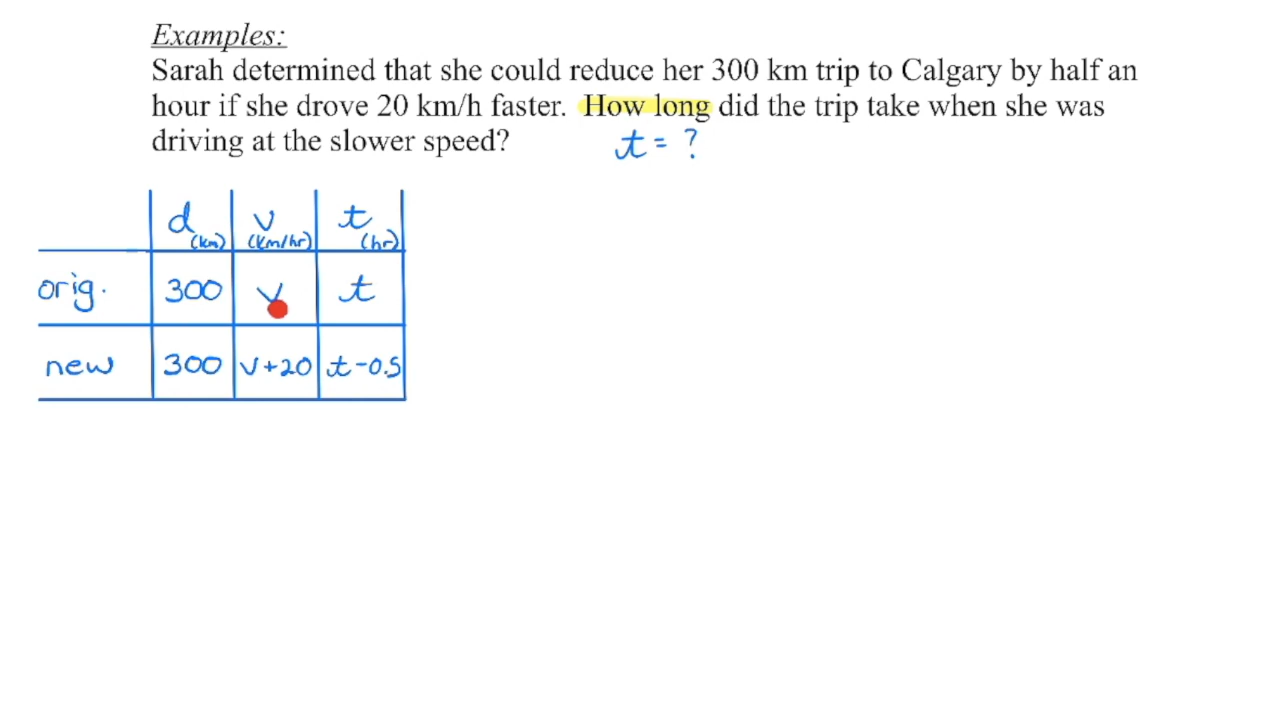 Examples:
Sarah determined that she could reduce her 300 km trip to Calgary by half an
hour if she drove 20 km/h faster. How long did the trip take when she was
driving at the slower speed?
t = ?
d (km) v (km/hr) t (hr)
orig. 300 v t
new 300 v+20 t-0.5